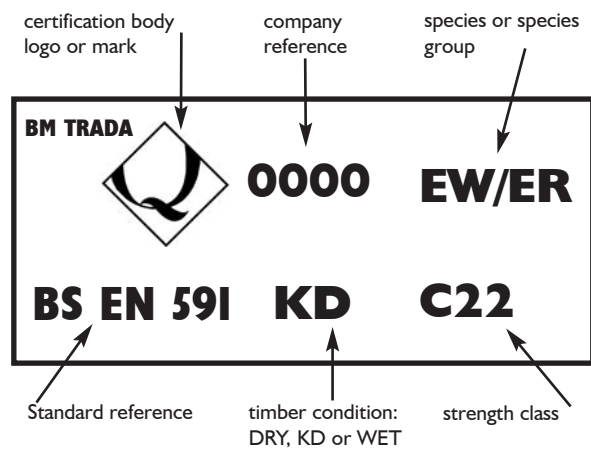 certification body
logo or mark
company
reference
species or species
group
BM TRADA
Q
0000
EW/ER
BS EN 591
KD
C22
Standard reference
timber condition:
DRY, KD or WET
strength class